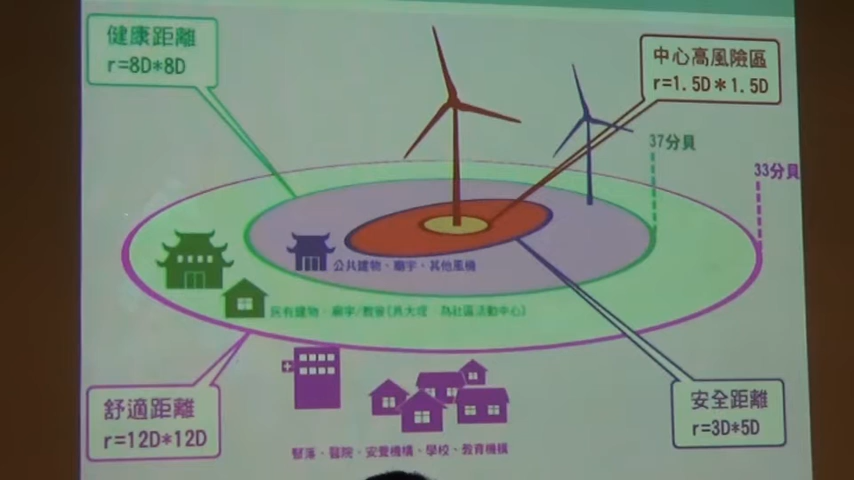 健康距離
r=8D*8D
中心高風險區
r=1.5D*1.5D
37分貝
33分貝
公共建物、廟宇、其他風機
民有建物、廟宇/教會(具大埕 為社區活動中心)
舒適距離
r=12D*12D
安全距離
r=3D*5D
聚落、醫院、安養機構、學校、教育機構